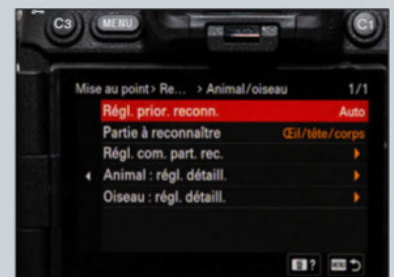 C3 MENU C1
Mise au point> Re... > Animal/oiseau 1/1
Régl. prior. reconn. Auto
Partie à reconnaître Œil/tête/corps
Régl. com. part. rec.
Animal : régl. détaill.
Oiseau : régl. détaill.
? MENU